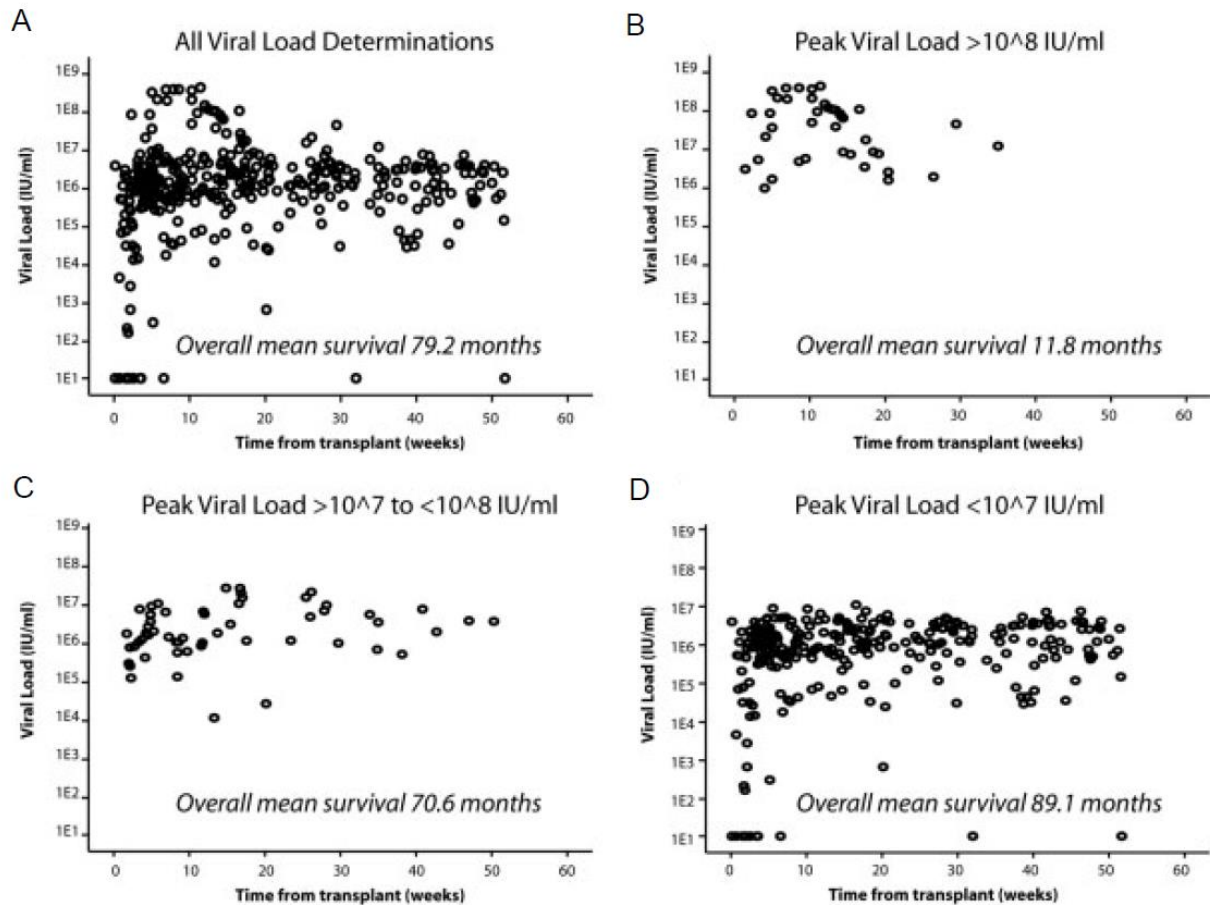 A
All Viral Load Determinations
Viral Load (IU/ml)
1E9
1E8
1E7
1E6
1E5
1E4
1E3
1E2
1E1
Overall mean survival 79.2 months
0 10 20 30 40 50 60
Time from transplant (weeks)
B
Peak Viral Load >10^8 IU/ml
Viral Load (IU/ml)
1E9
1E8
1E7
1E6
1E5
1E4
1E3
1E2
1E1
Overall mean survival 11.8 months
0 10 20 30 40 50 60
Time from transplant (weeks)
C
Peak Viral Load >10^7 to <10^8 IU/ml
Viral Load (IU/ml)
1E9
1E8
1E7
1E6
1E5
1E4
1E3
1E2
1E1
Overall mean survival 70.6 months
0 10 20 30 40 50 60
Time from transplant (weeks)
D
Peak Viral Load <10^7 IU/ml
Viral Load (IU/ml)
1E9
1E8
1E7
1E6
1E5
1E4
1E3
1E2
1E1
Overall mean survival 89.1 months
0 10 20 30 40 50 60
Time from transplant (weeks)